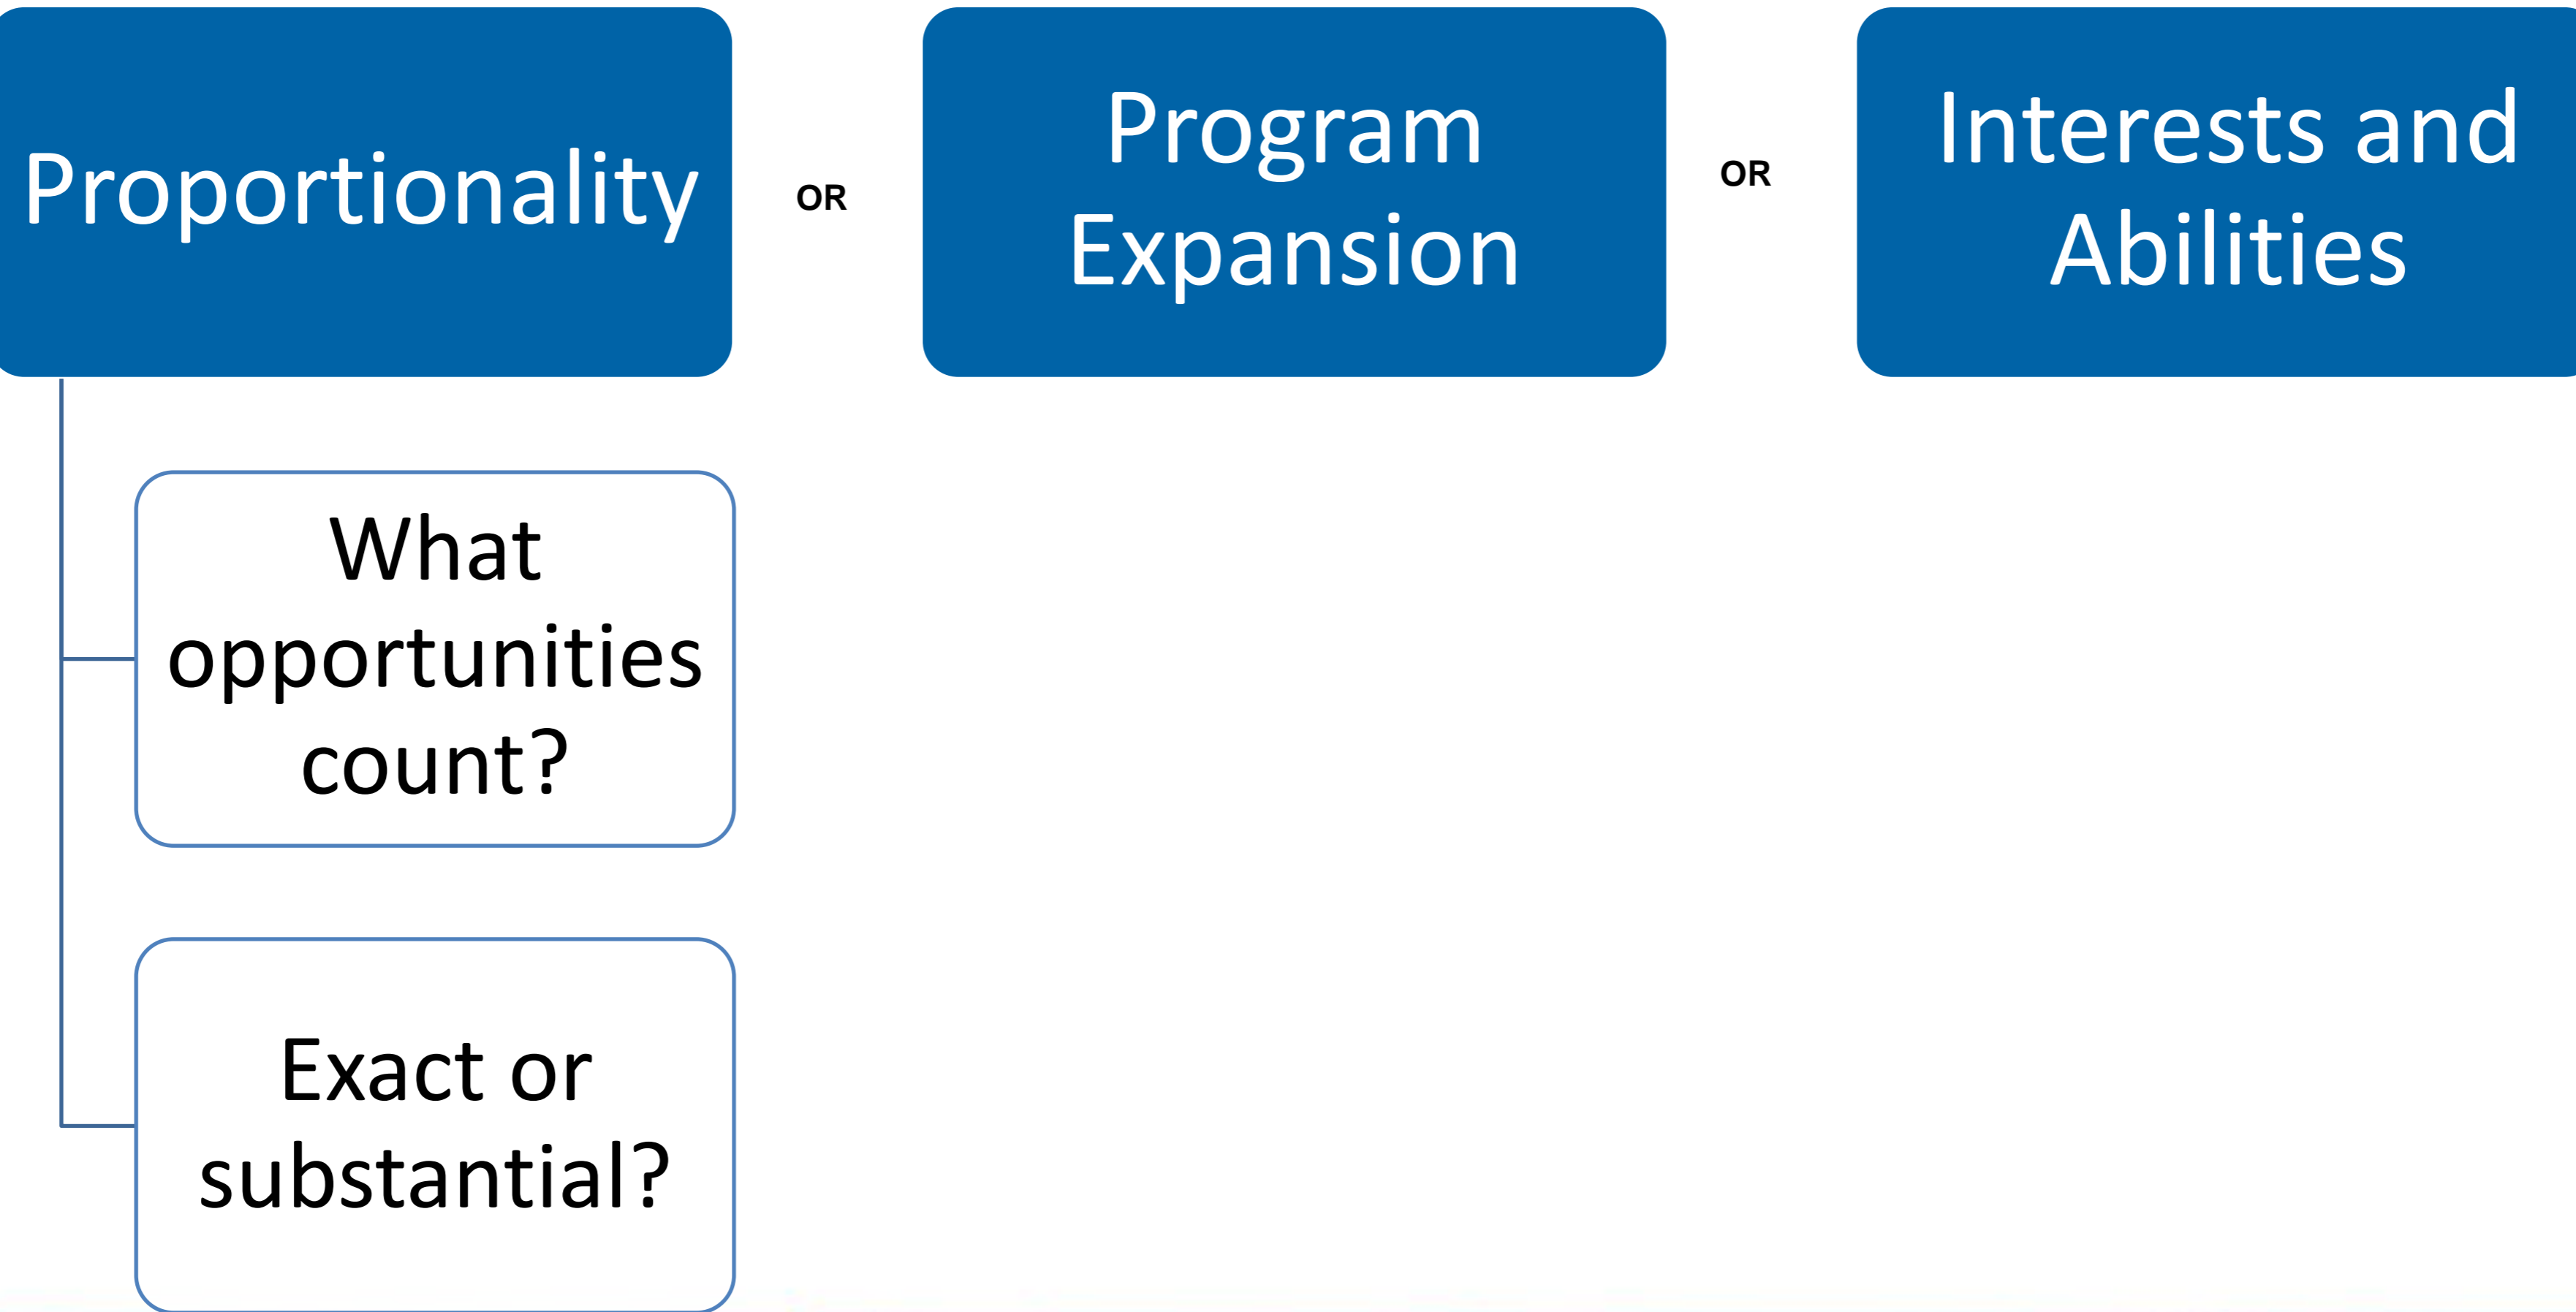 Proportionality
OR
Program
Expansion
OR
Interests and
Abilities
What
opportunities
count?
Exact or
substantial?